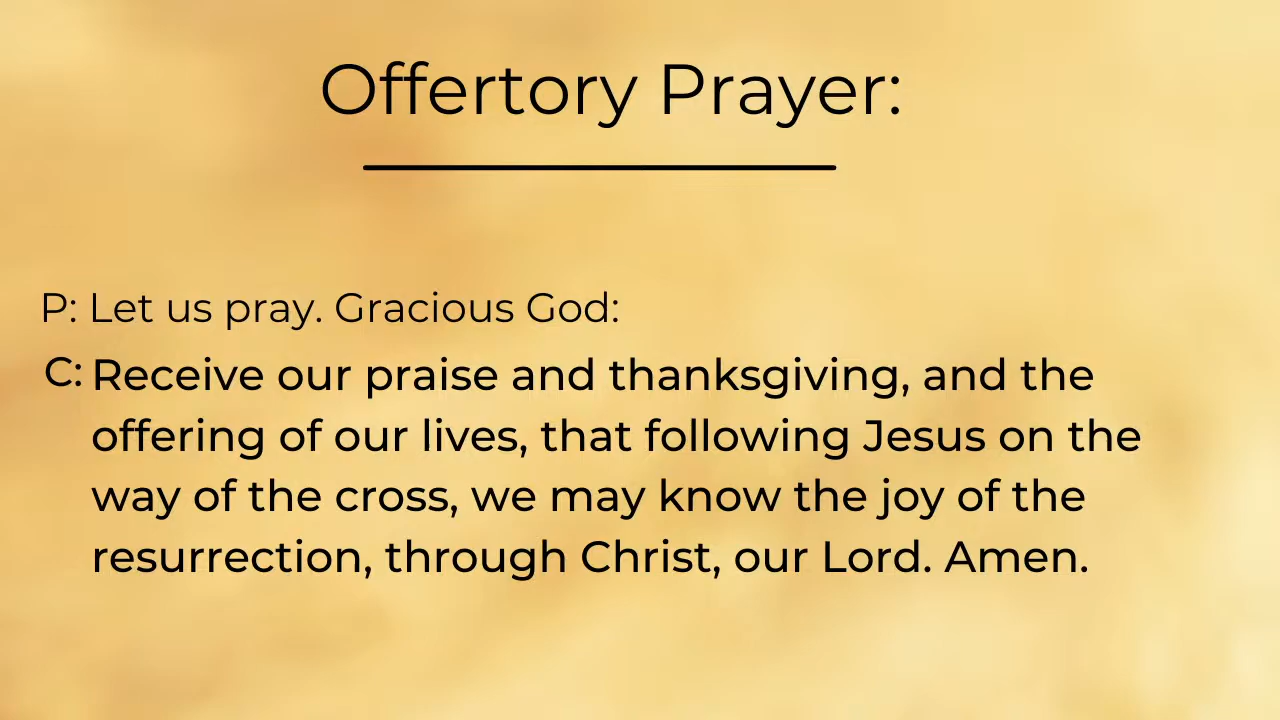 Offertory Prayer:
P: Let us pray. Gracious God:
C: Receive our praise and thanksgiving, and the
offering of our lives, that following Jesus on the
way of the cross, we may know the joy of the
resurrection, through Christ, our Lord. Amen.